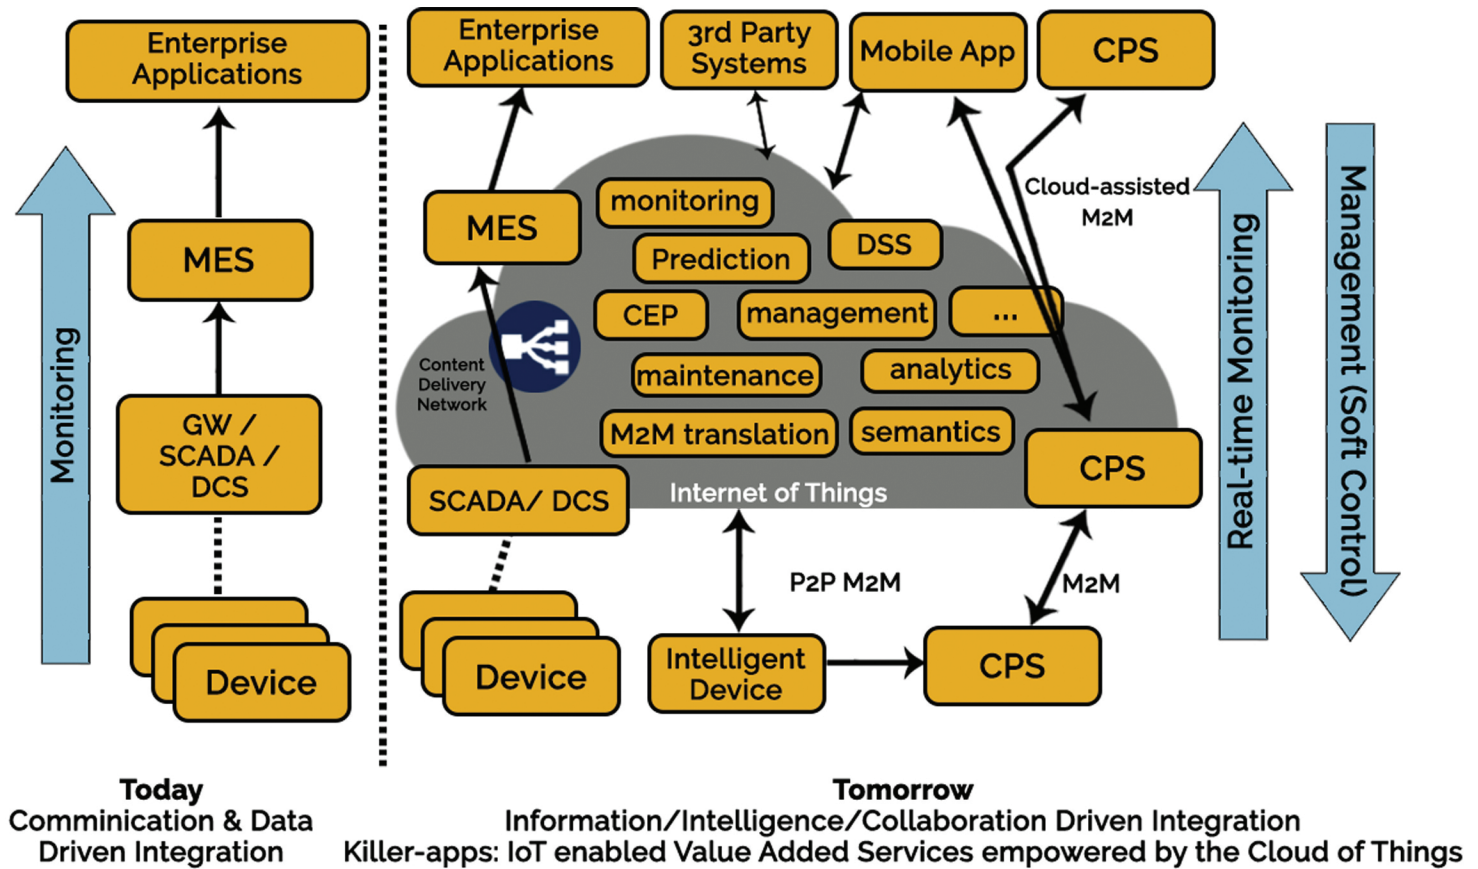 Enterprise
Applications
MES
GW /
SCADA /
DCS
Device
Monitoring
Today
Comminication & Data
Driven Integration
Enterprise
Applications
3rd Party
Systems
Mobile App
CPS
MES
monitoring
Prediction
DSS
CEP
management
...
maintenance
analytics
M2M translation
semantics
Content
Delivery
Network
Cloud-assisted
M2M
SCADA/ DCS
Internet of Things
CPS
P2P M2M
M2M
Device
Intelligent
Device
CPS
Real-time Monitoring
Management (Soft Control)
Tomorrow
Information/Intelligence/Collaboration Driven Integration
Killer-apps: IoT enabled Value Added Services empowered by the Cloud of Things